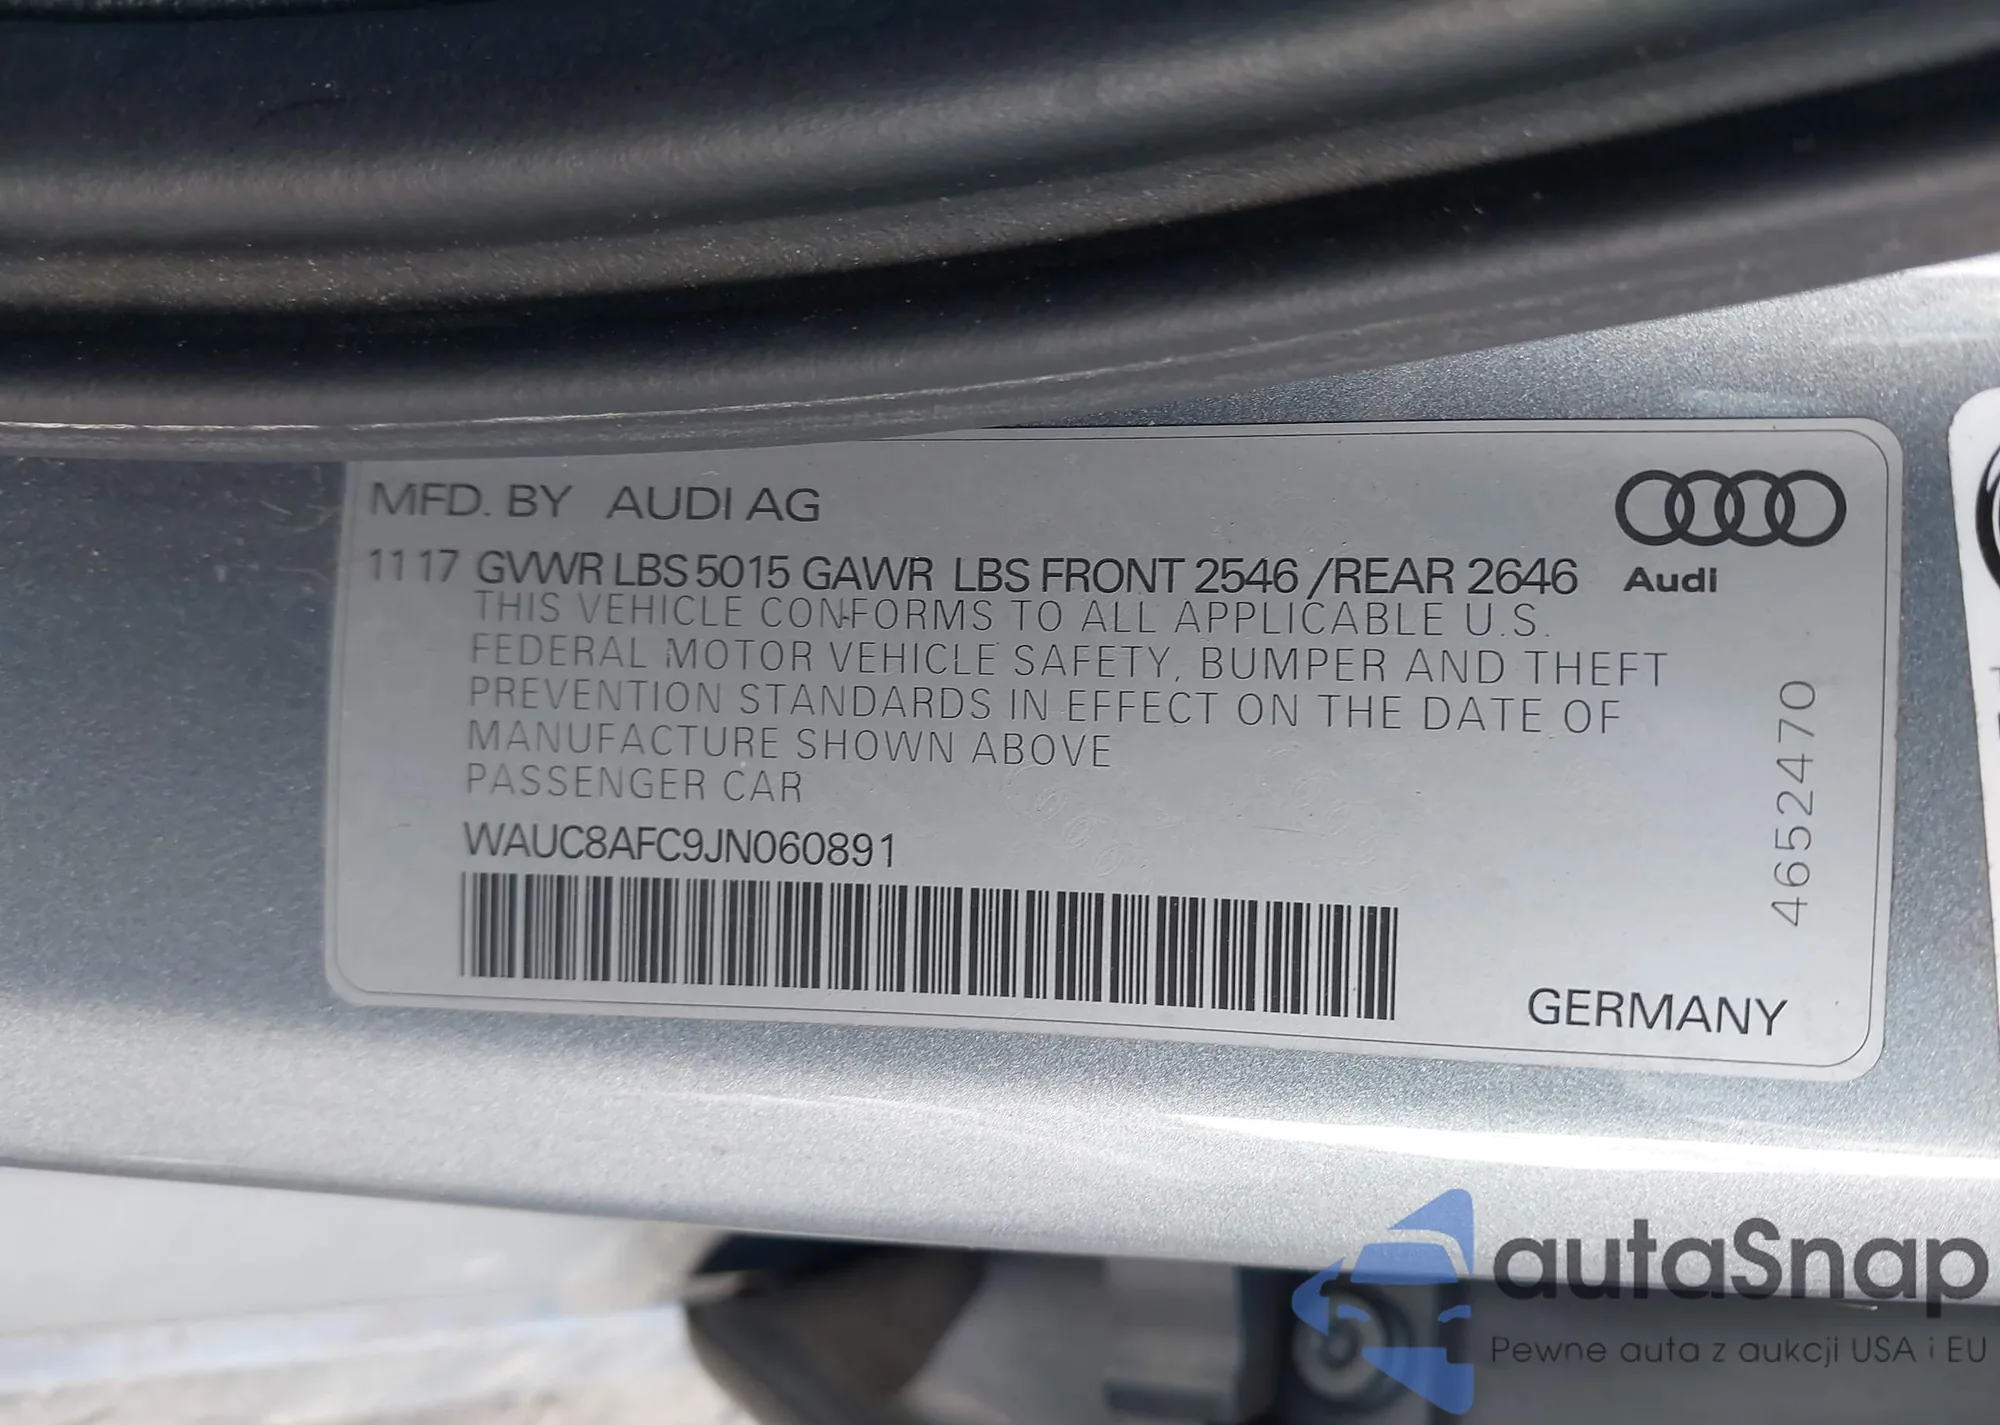 MFD. BY AUDI AG
11 17 GVWR LBS 5015 GAWR LBS FRONT 2546 /REAR 2646
Audi
THIS VEHICLE CONFORMS TO ALL APPLICABLE U.S.
FEDERAL MOTOR VEHICLE SAFETY, BUMPER AND THEFT
PREVENTION STANDARDS IN EFFECT ON THE DATE OF
MANUFACTURE SHOWN ABOVE
PASSENGER CAR
WAUC8AFC9JN060891
4652470
GERMANY
autaSnap
Pewne auta z aukcji USA i EU